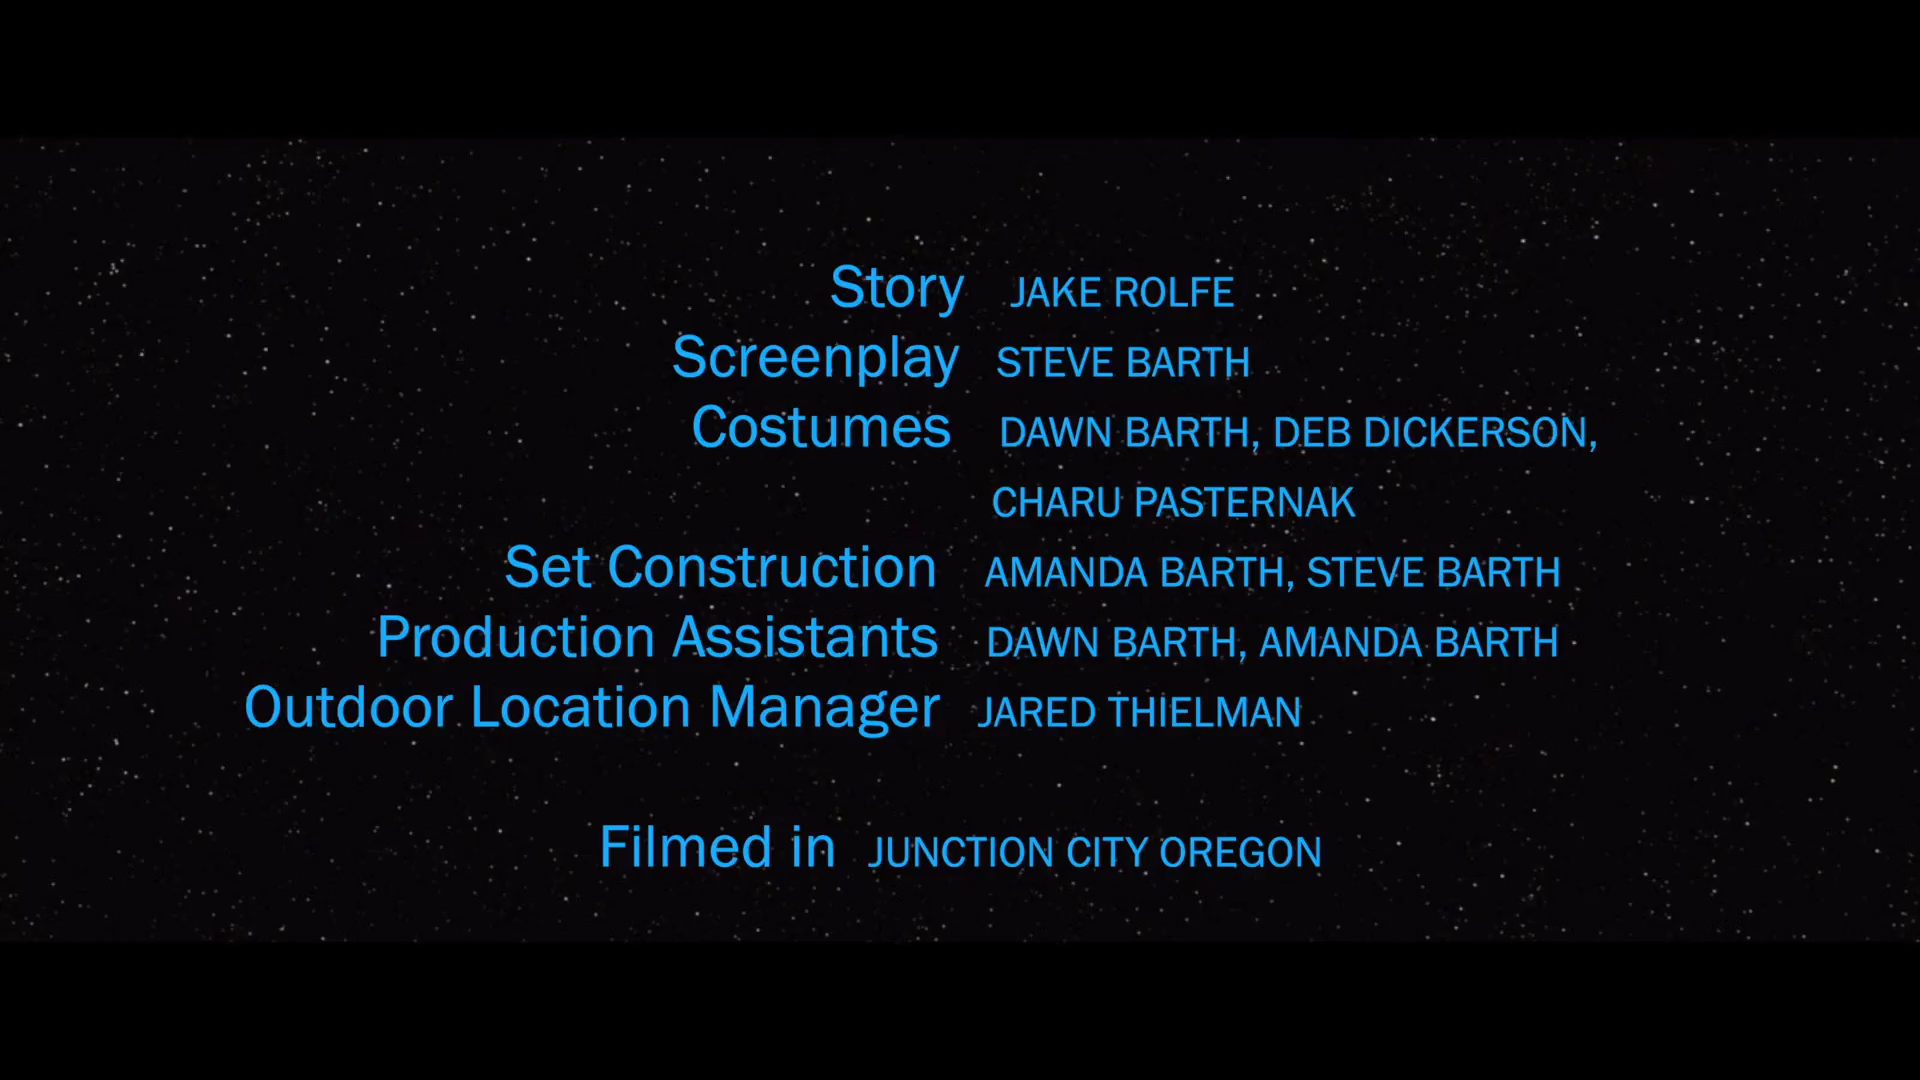 Story JAKE ROLFE
Screenplay STEVE BARTH
Costumes DAWN BARTH, DEB DICKERSON,
CHARU PASTERNAK
Set Construction AMANDA BARTH, STEVE BARTH
Production Assistants DAWN BARTH, AMANDA BARTH
Outdoor Location Manager JARED THIELMAN
Filmed in JUNCTION CITY OREGON